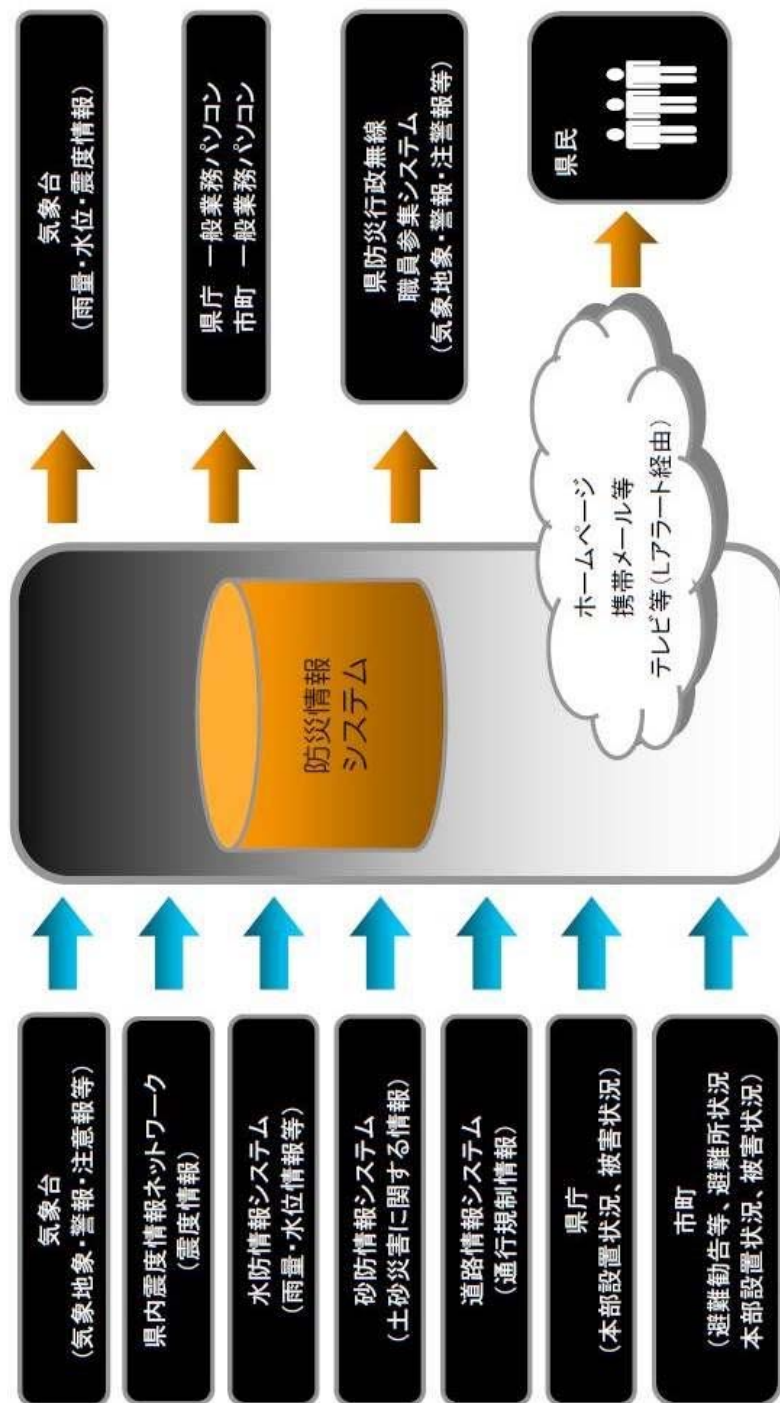 気象台
(気象地象・警報・注意報等)
県内震度情報ネットワーク
(震度情報)
水防情報システム
(雨量・水位情報等)
砂防情報システム
(土砂災害に関する情報)
道路情報システム
(通行規制情報)
県庁
(本部設置状況、被害状況)
市町
(避難勧告等、避難所状況
本部設置状況、被害状況)
防災情報
システム
気象台
(雨量・水位・震度情報)
県庁 一般業務パソコン
市町 一般業務パソコン
県防災行政無線
職員参集システム
(気象地象・警報・注警報等)
ホームページ
携帯メール等
テレビ等(Lアラート経由)
県民